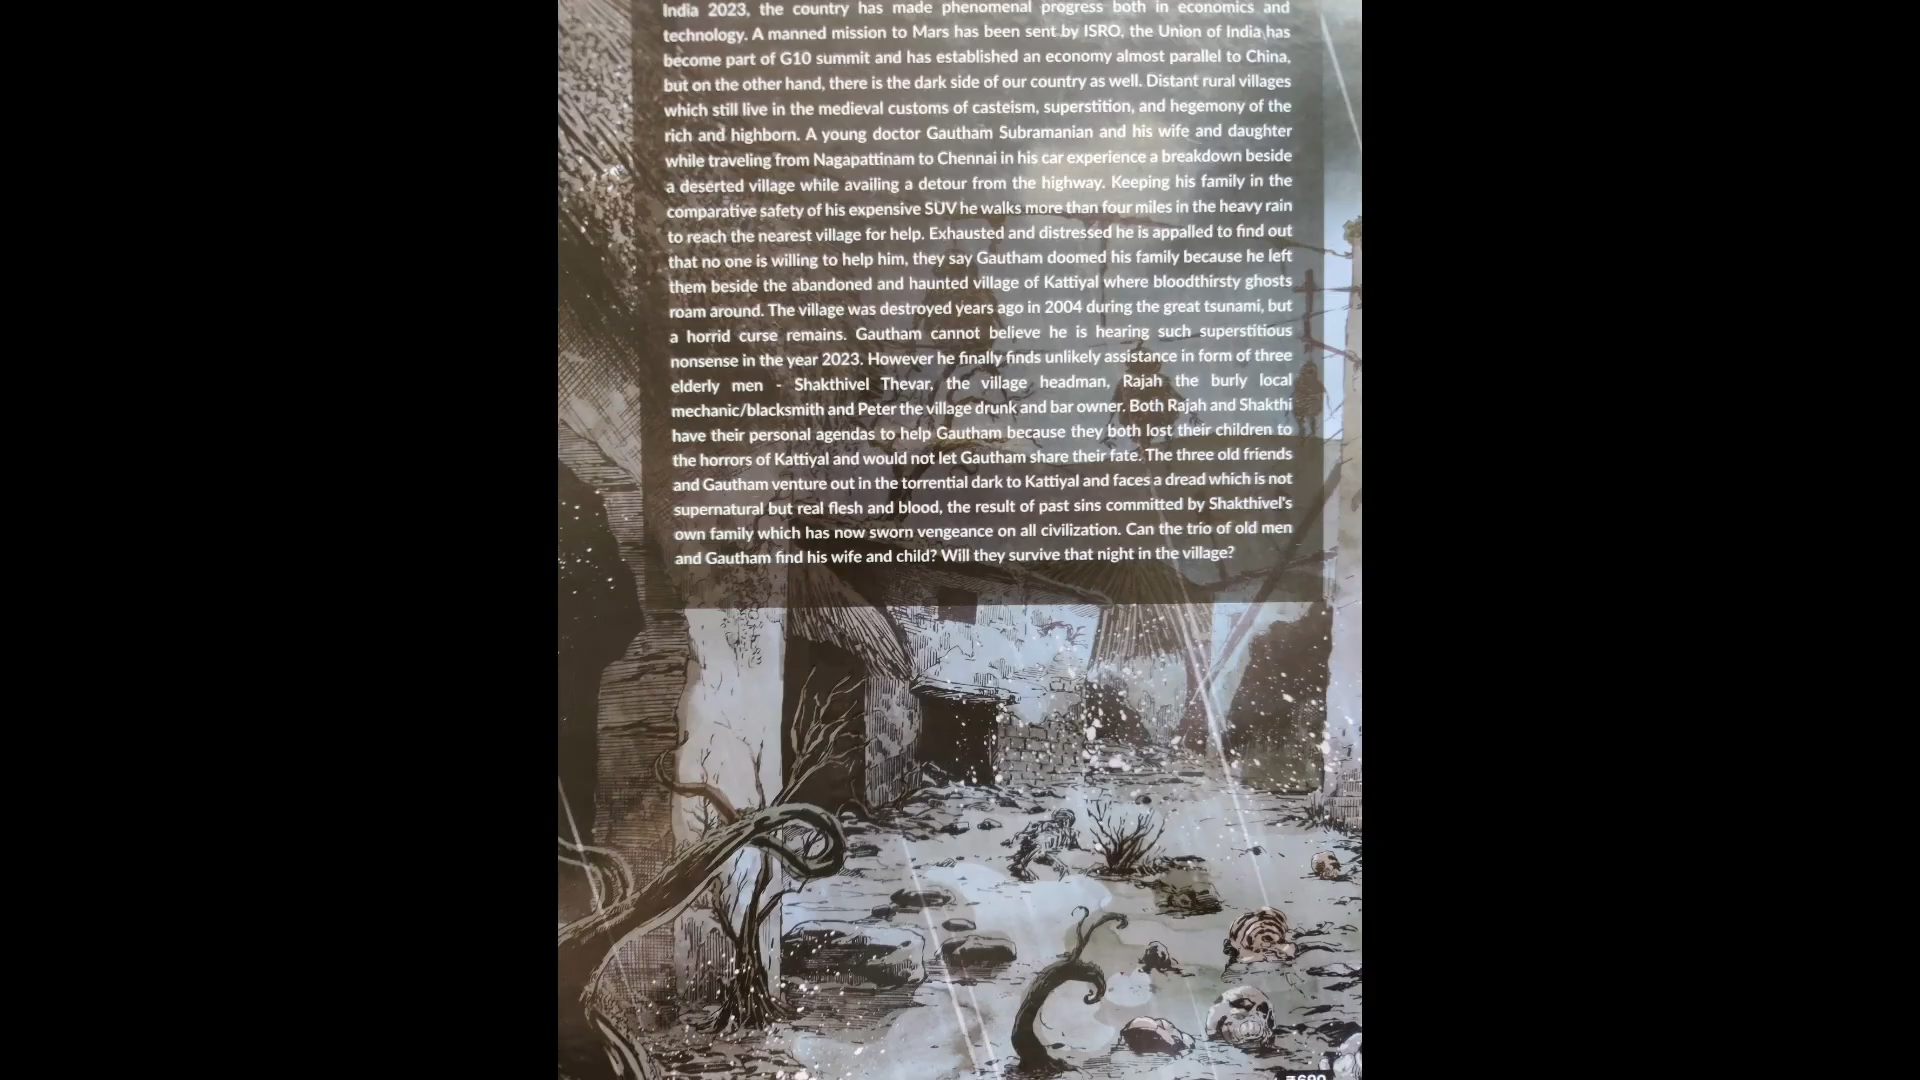 India 2023, the country has made phenomenal progress both in economics and
technology. A manned mission to Mars has been sent by ISRO, the Union of India has
become part of G10 summit and has established an economy almost parallel to China,
but on the other hand, there is the dark side of our country as well. Distant rural villages
which still live in the medieval customs of casteism, superstition, and hegemony of the
rich and highborn. A young doctor Gautham Subramanian and his wife and daughter
while traveling from Nagapattinam to Chennai in his car experience a breakdown beside
a deserted village while availing a detour from the highway. Keeping his family in the
comparative safety of his expensive SUV he walks more than four miles in the heavy rain
to reach the nearest village for help. Exhausted and distressed he is appalled to find out
that no one is willing to help him, they say Gautham doomed his family because he left
them beside the abandoned and haunted village of Kattiyal where bloodthirsty ghosts
roam around. The village was destroyed years ago in 2004 during the great tsunami, but
a horrid curse remains. Gautham cannot believe he is hearing such superstitious
nonsense in the year 2023. However he finally finds unlikely assistance in form of three
elderly men - Shakthivel Thevar, the village headman, Rajah the burly local
mechanic/blacksmith and Peter the village drunk and bar owner. Both Rajah and Shakthi
have their personal agendas to help Gautham because they both lost their children to
the horrors of Kattiyal and would not let Gautham share their fate. The three old friends
and Gautham venture out in the torrential dark to Kattiyal and faces a dread which is not
supernatural but real flesh and blood, the result of past sins committed by Shakthivel's
own family which has now sworn vengeance on all civilization. Can the trio of old men
and Gautham find his wife and child? Will they survive that night in the village?